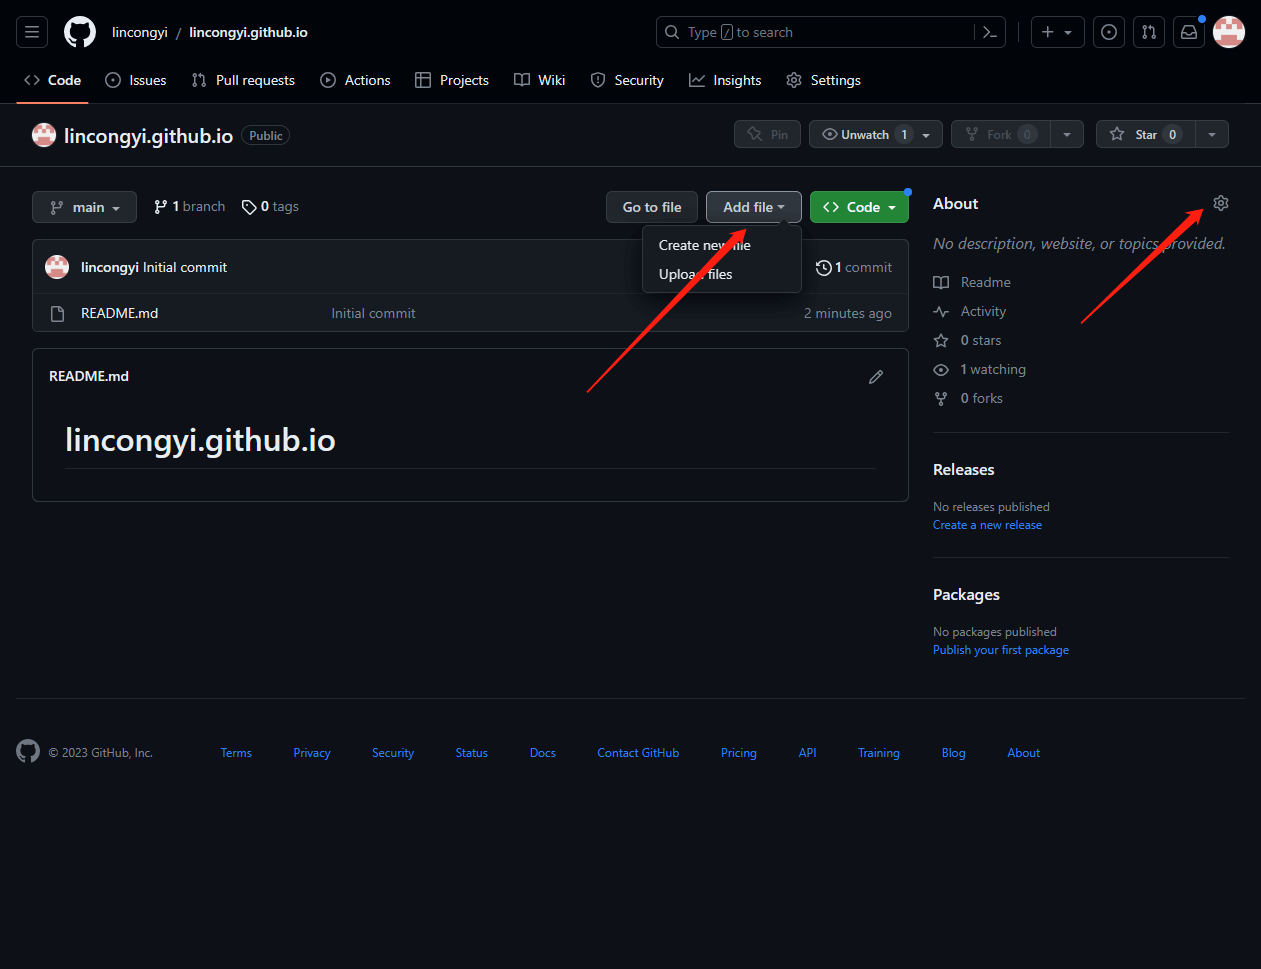 lincongyi / lincongyi.github.io
Type / to search
Code Issues Pull requests Actions Projects Wiki Security Insights Settings
lincongyi.github.io Public
Pin Unwatch 1 Fork 0 Star 0
main 1 branch 0 tags Go to file Add file Code
Create new file
Upload files
lincongyi Initial commit 1 commit
README.md Initial commit 2 minutes ago
README.md
lincongyi.github.io
About
No description, website, or topics provided.
Readme
Activity
0 stars
1 watching
0 forks
Releases
No releases published
Create a new release
Packages
No packages published
Publish your first package
© 2023 GitHub, Inc. Terms Privacy Security Status Docs Contact GitHub Pricing API Training Blog About